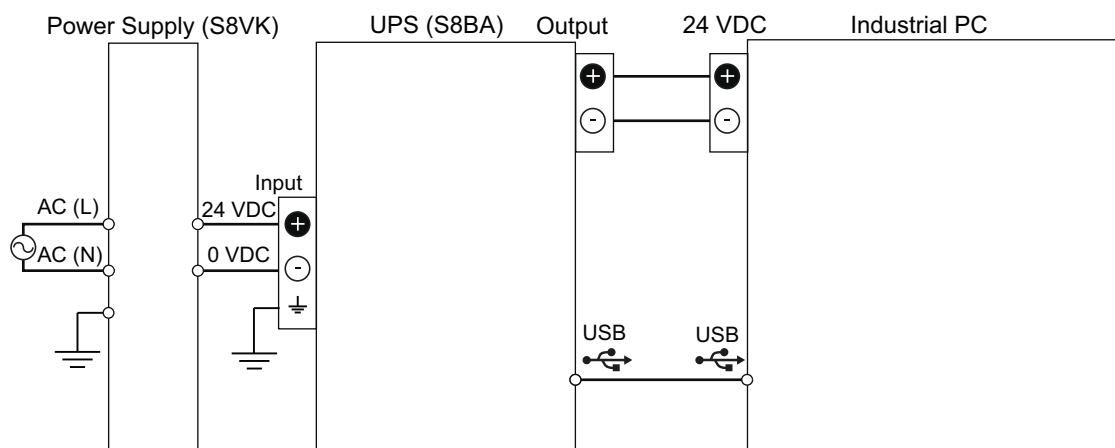 Power Supply (S8VK)
UPS (S8BA)
Output
24 VDC
Industrial PC
+
+
-
-
Input
AC (L)
24 VDC
+
AC (N)
0 VDC
-
USB
USB